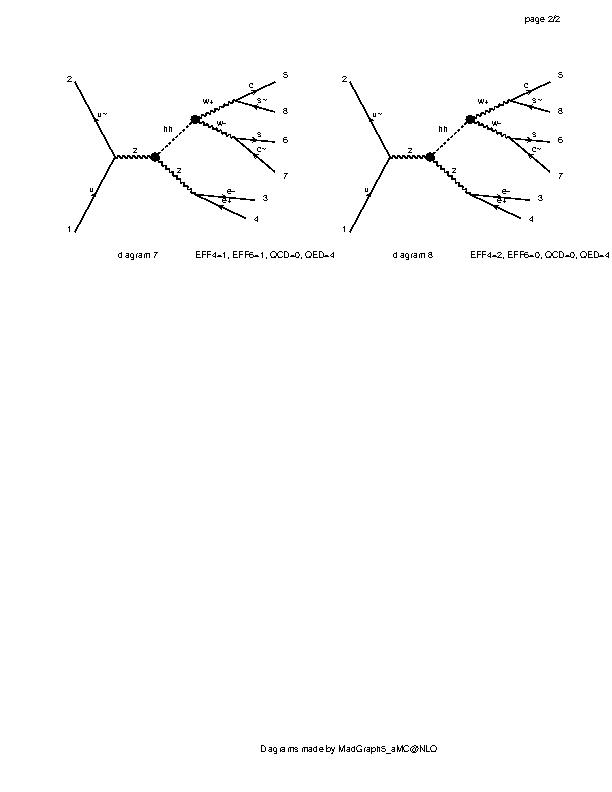 page 2/2
2 5
c
u~ w+ s~
8
hh
w- s 6
c~
z
7
z
u e-
e+ 3
4
1
diagram 7 EFF4=1, EFF6=1, QCD=0, QED=4
2 5
c
u~ w+ s~
8
hh
w- s 6
c~
z
7
z
u e-
e+ 3
4
1
diagram 8 EFF4=2, EFF6=0, QCD=0, QED=4
Diagrams made by MadGraph5_aMC@NLO